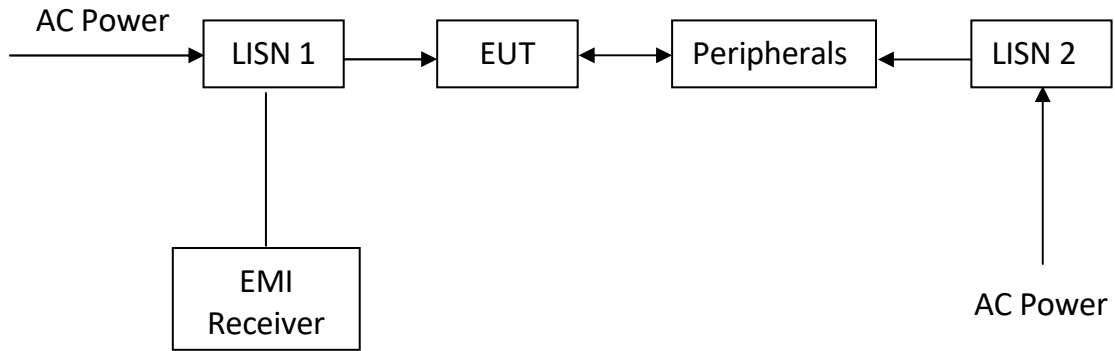 AC Power
LISN 1
EUT
Peripherals
LISN 2
EMI
Receiver
AC Power